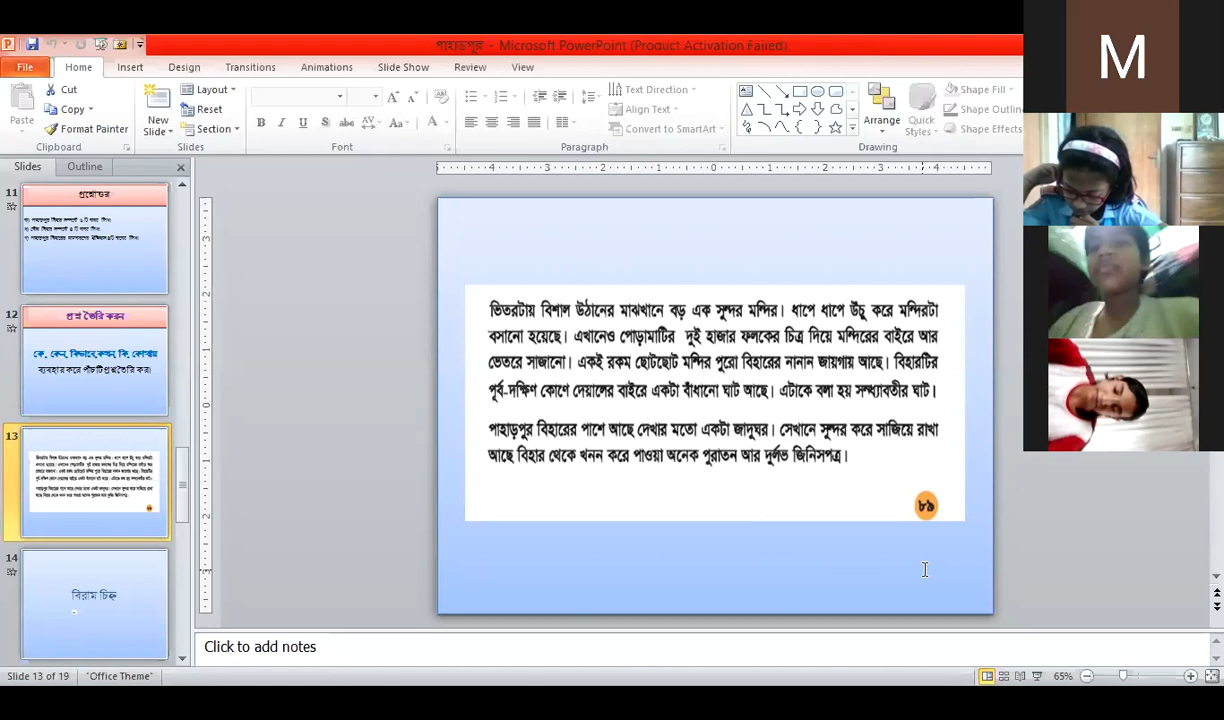 পাহাড়পুর - Microsoft PowerPoint (Product Activation Failed)
File Home Insert Design Transitions Animations Slide Show Review View
Paste
Cut
Copy
Format Painter
Clipboard
New Slide
Layout
Reset
Section
Slides
Font
Text Direction
Align Text
Convert to SmartArt
Paragraph
Arrange
Quick Styles
Shape Fill
Shape Outline
Shape Effects
Drawing
M
Slides Outline
11
প্রশ্নোত্তর
12
প্রশ্ন তৈরি করন
কে, কেন, কিভাবে,কখন, কি, কোথায়
ব্যবহার করে পাঁচটি প্রশ্ন তৈরি কর।
13
14
বিরাম চিহ্ন
ভিতরটায় বিশাল উঠানের মাঝখানে বড় এক সুন্দর মন্দির। ধাপে ধাপে উঁচু করে মন্দিরটা
বসানো হয়েছে। এখানেও পোড়ামাটির দুই হাজার ফলকের চিত্র দিয়ে মন্দিরের বাইরে আর
ভেতরে সাজানো। একই রকম ছোটছোট মন্দির পুরো বিহারের নানান জায়গায় আছে। বিহারটির
পূর্ব-দক্ষিণ কোণে দেয়ালের বাইরে একটা বাঁধানো ঘাট আছে। এটাকে বলা হয় সন্ধ্যাবতীর ঘাট।
পাহাড়পুর বিহারের পাশে আছে দেখার মতো একটা জাদুঘর। সেখানে সুন্দর করে সাজিয়ে রাখা
আছে বিহার থেকে খনন করে পাওয়া অনেক পুরাতন আর দুর্লভ জিনিসপত্র।
৮৯
Click to add notes
Slide 13 of 19 "Office Theme" 65%